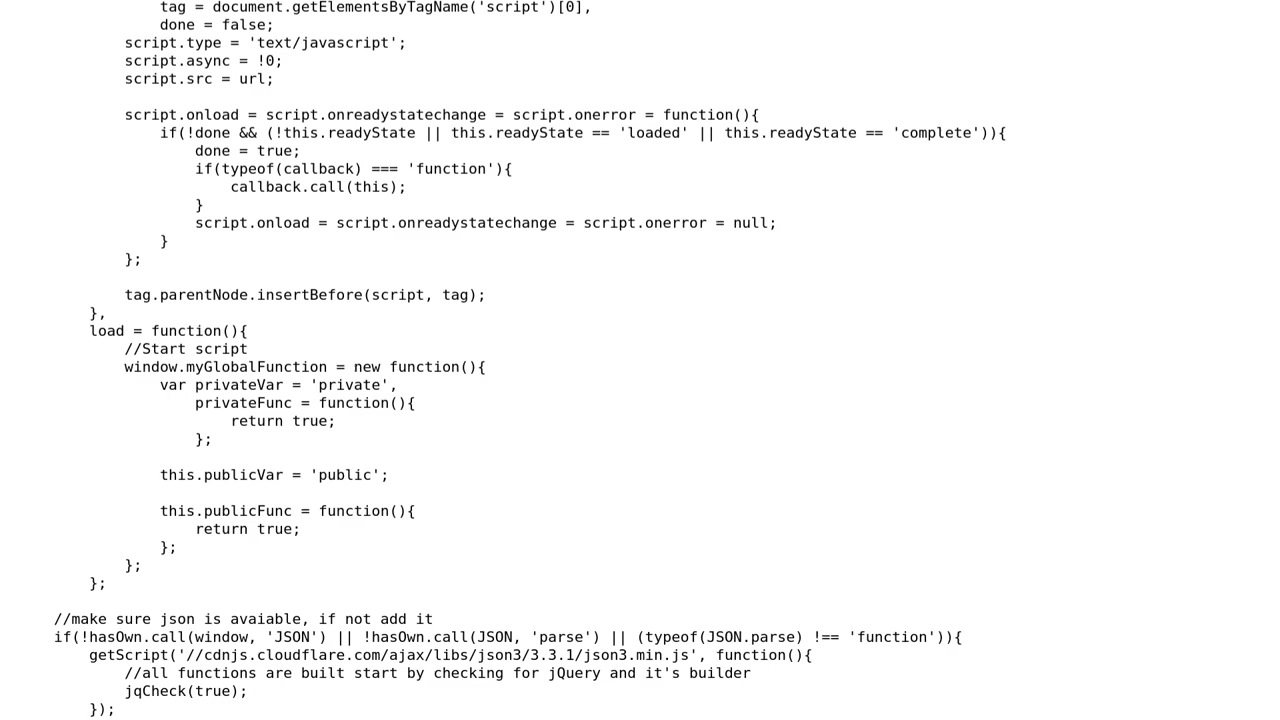 tag = document.getElementsByTagName('script')[0],
done = false;
script.type = 'text/javascript';
script.async = !0;
script.src = url;
script.onload = script.onreadystatechange = script.onerror = function(){
if(!done && (!this.readyState || this.readyState == 'loaded' || this.readyState == 'complete')){
done = true;
if(typeof(callback) === 'function'){
callback.call(this);
}
script.onload = script.onreadystatechange = script.onerror = null;
}
};
tag.parentNode.insertBefore(script, tag);
},
load = function(){
//Start script
window.myGlobalFunction = new function(){
var privateVar = 'private',
privateFunc = function(){
return true;
};
this.publicVar = 'public';
this.publicFunc = function(){
return true;
};
};
};
//make sure json is avaiable, if not add it
if(!hasOwn.call(window, 'JSON') || !hasOwn.call(JSON, 'parse') || (typeof(JSON.parse) !== 'function')){
getScript('//cdnjs.cloudflare.com/ajax/libs/json3/3.3.1/json3.min.js', function(){
//all functions are built start by checking for jQuery and it's builder
jqCheck(true);
});